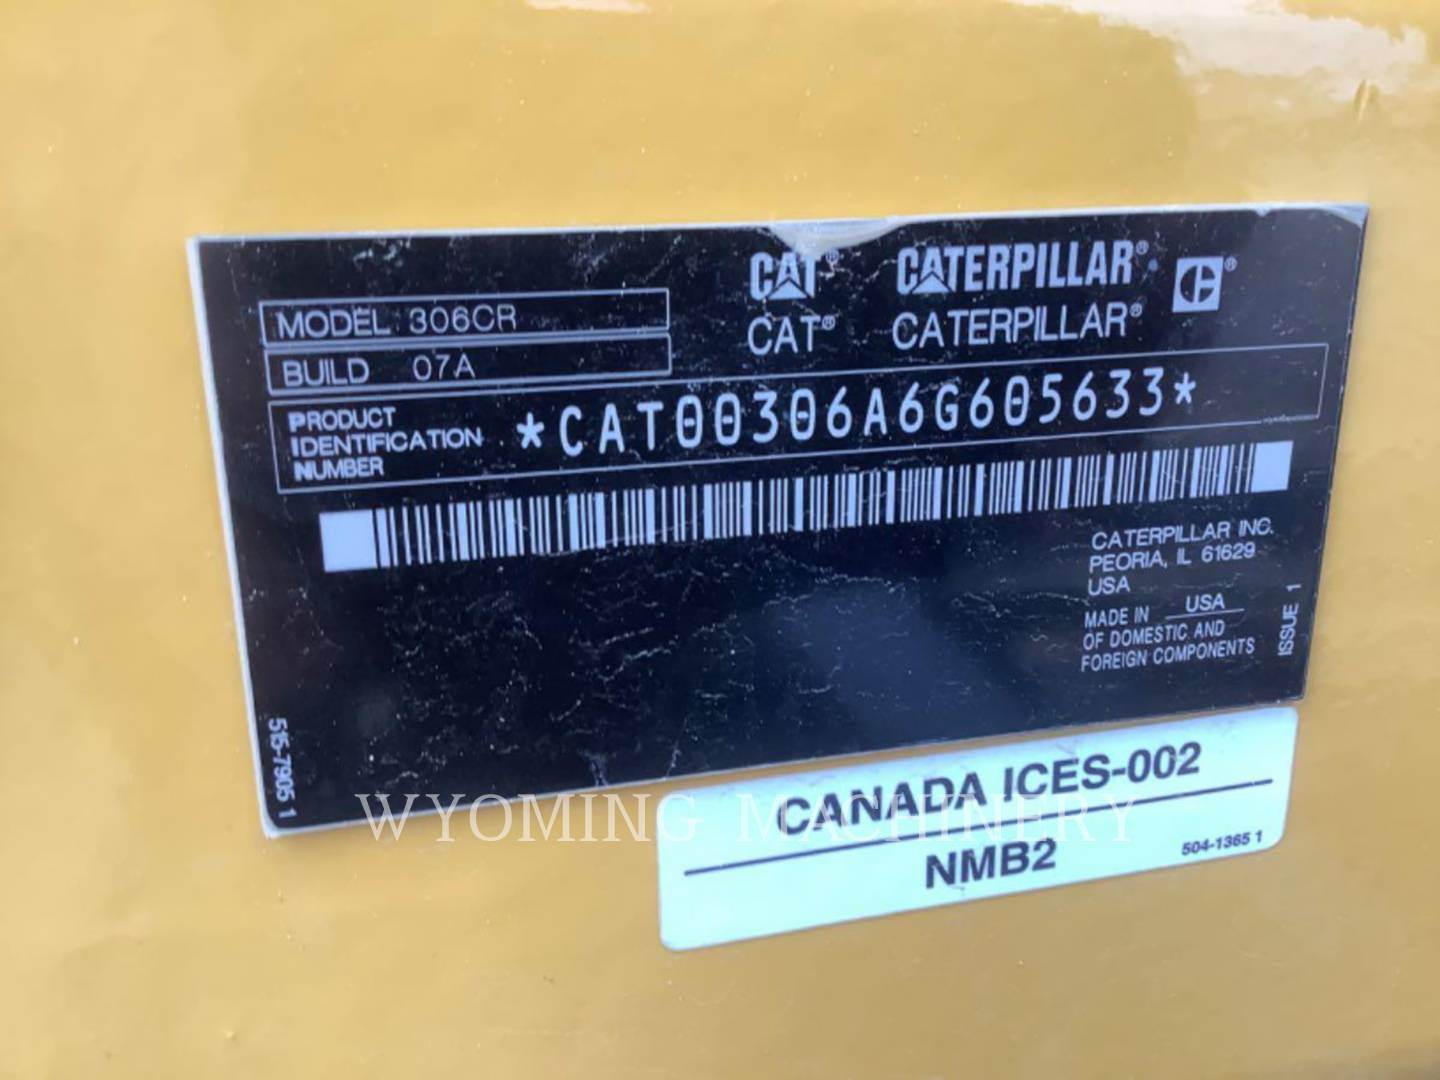 CAT® CATERPILLAR®
CAT® CATERPILLAR®
MODEL 306CR
BUILD 07A
PRODUCT
IDENTIFICATION
NUMBER
*CAT00306A6G605633*
CATERPILLAR INC.
PEORIA, IL 61629
USA
MADE IN USA
OF DOMESTIC AND
FOREIGN COMPONENTS
ISSUE 1
515-7905 1
CANADA ICES-002
NMB2
504-1365 1
WYOMING MACHINERY